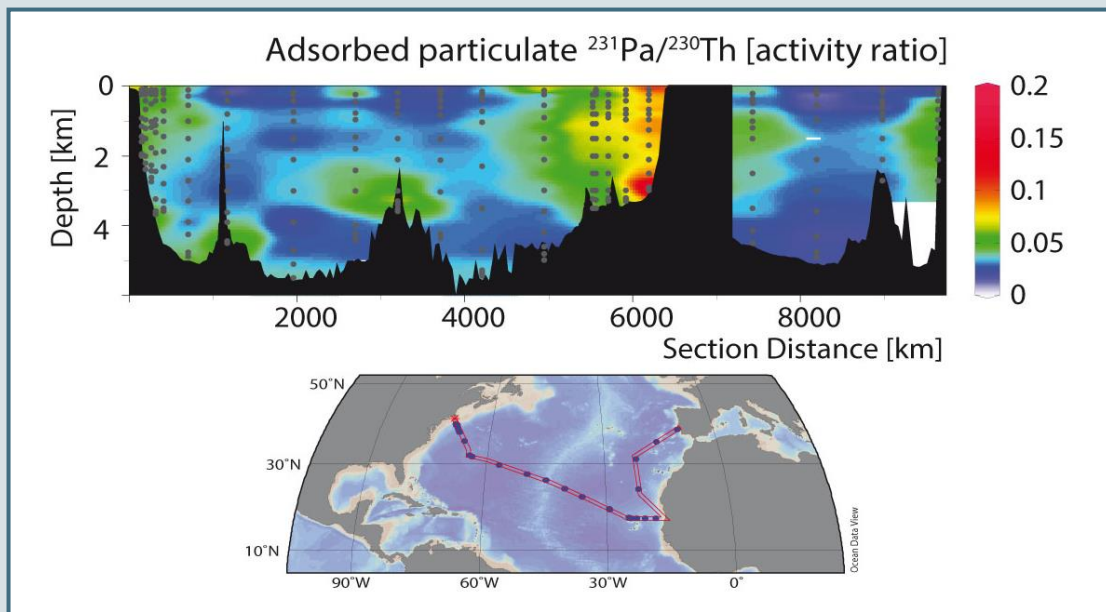 Adsorbed particulate ²³¹Pa/²³⁰Th [activity ratio]
0
2
4
Depth [km]
0.2
0.15
0.1
0.05
0
2000 4000 6000 8000
Section Distance [km]
50°N
30°N
10°N
90°W 60°W 30°W 0°
Ocean Data View